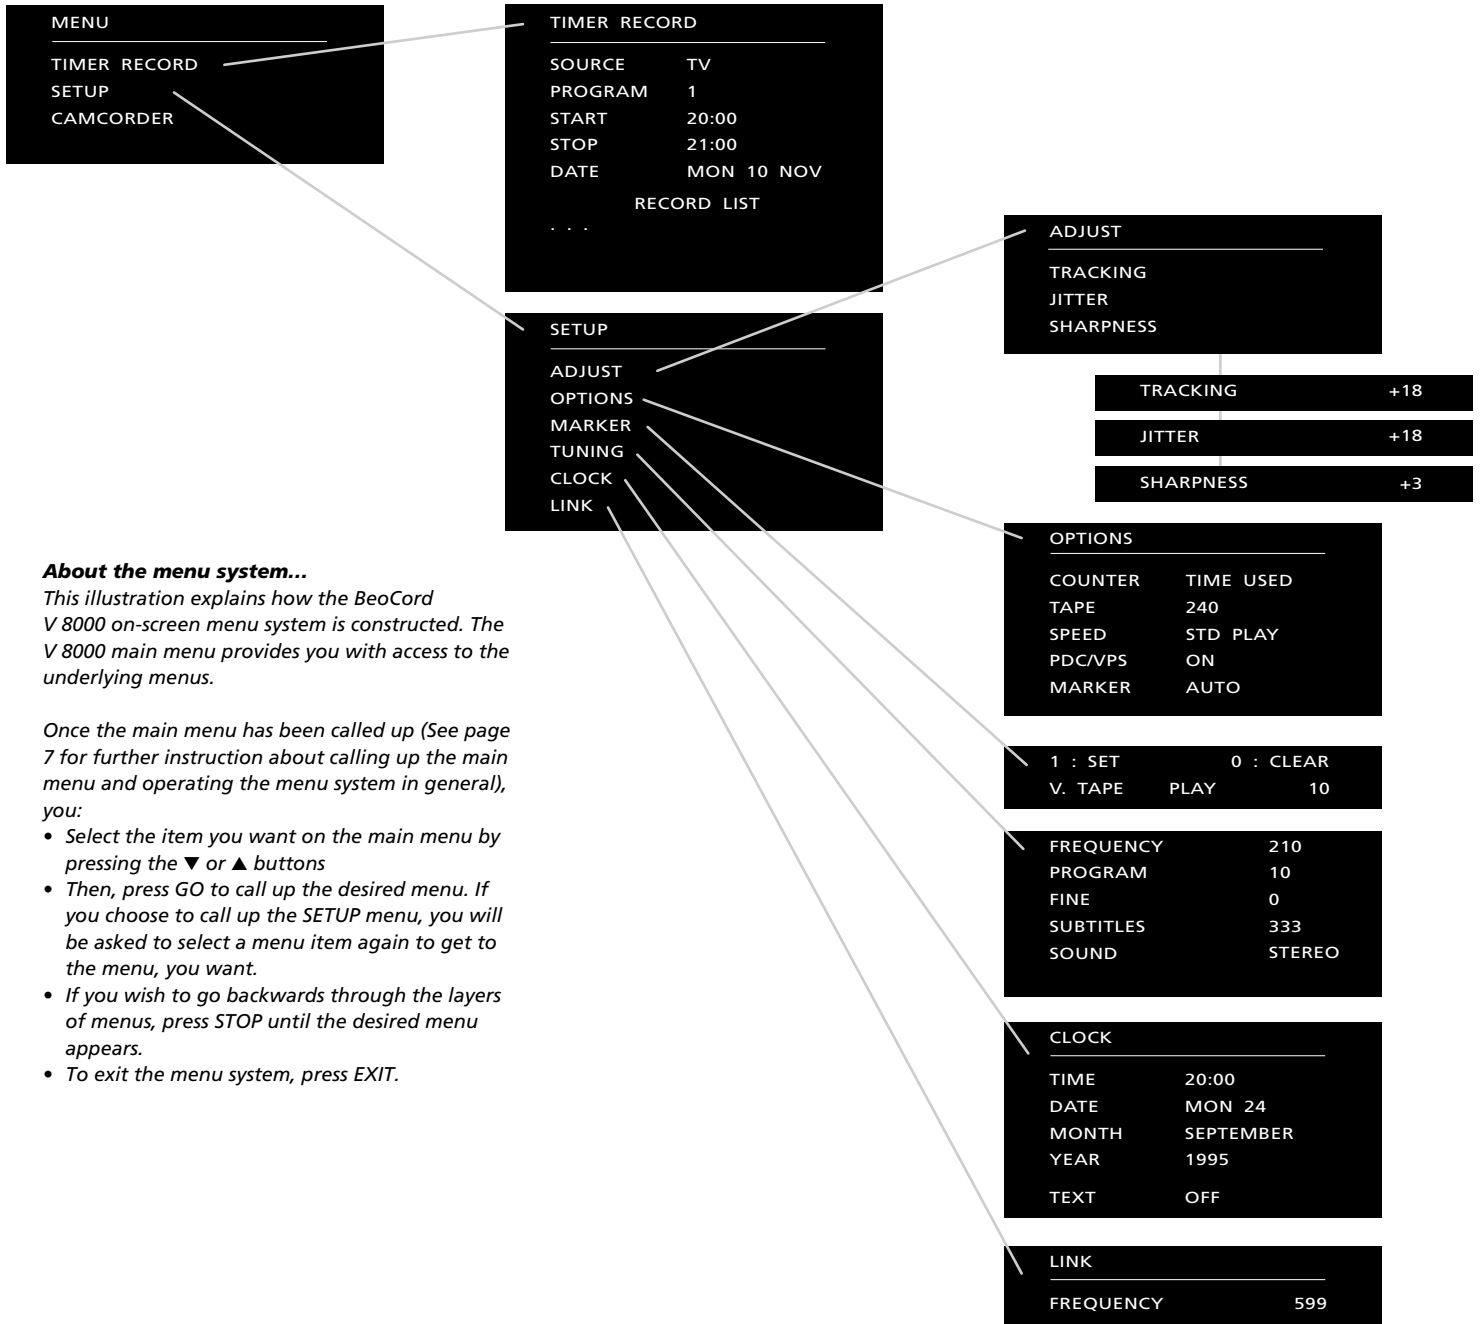 MENU
TIMER RECORD
SETUP
CAMCORDER
TIMER RECORD
SOURCE TV
PROGRAM 1
START 20:00
STOP 21:00
DATE MON 10 NOV
RECORD LIST
. . .
SETUP
ADJUST
OPTIONS
MARKER
TUNING
CLOCK
LINK
ADJUST
TRACKING
JITTER
SHARPNESS
TRACKING +18
JITTER +18
SHARPNESS +3
OPTIONS
COUNTER TIME USED
TAPE 240
SPEED STD PLAY
PDC/VPS ON
MARKER AUTO
1 : SET 0 : CLEAR
V. TAPE PLAY 10
FREQUENCY 210
PROGRAM 10
FINE 0
SUBTITLES 333
SOUND STEREO
CLOCK
TIME 20:00
DATE MON 24
MONTH SEPTEMBER
YEAR 1995
TEXT OFF
LINK
FREQUENCY 599
About the menu system...
This illustration explains how the BeoCord
V 8000 on-screen menu system is constructed. The
V 8000 main menu provides you with access to the
underlying menus.
Once the main menu has been called up (See page
7 for further instruction about calling up the main
menu and operating the menu system in general),
you:
• Select the item you want on the main menu by
pressing the ▼ or ▲ buttons
• Then, press GO to call up the desired menu. If
you choose to call up the SETUP menu, you will
be asked to select a menu item again to get to
the menu, you want.
• If you wish to go backwards through the layers
of menus, press STOP until the desired menu
appears.
• To exit the menu system, press EXIT.